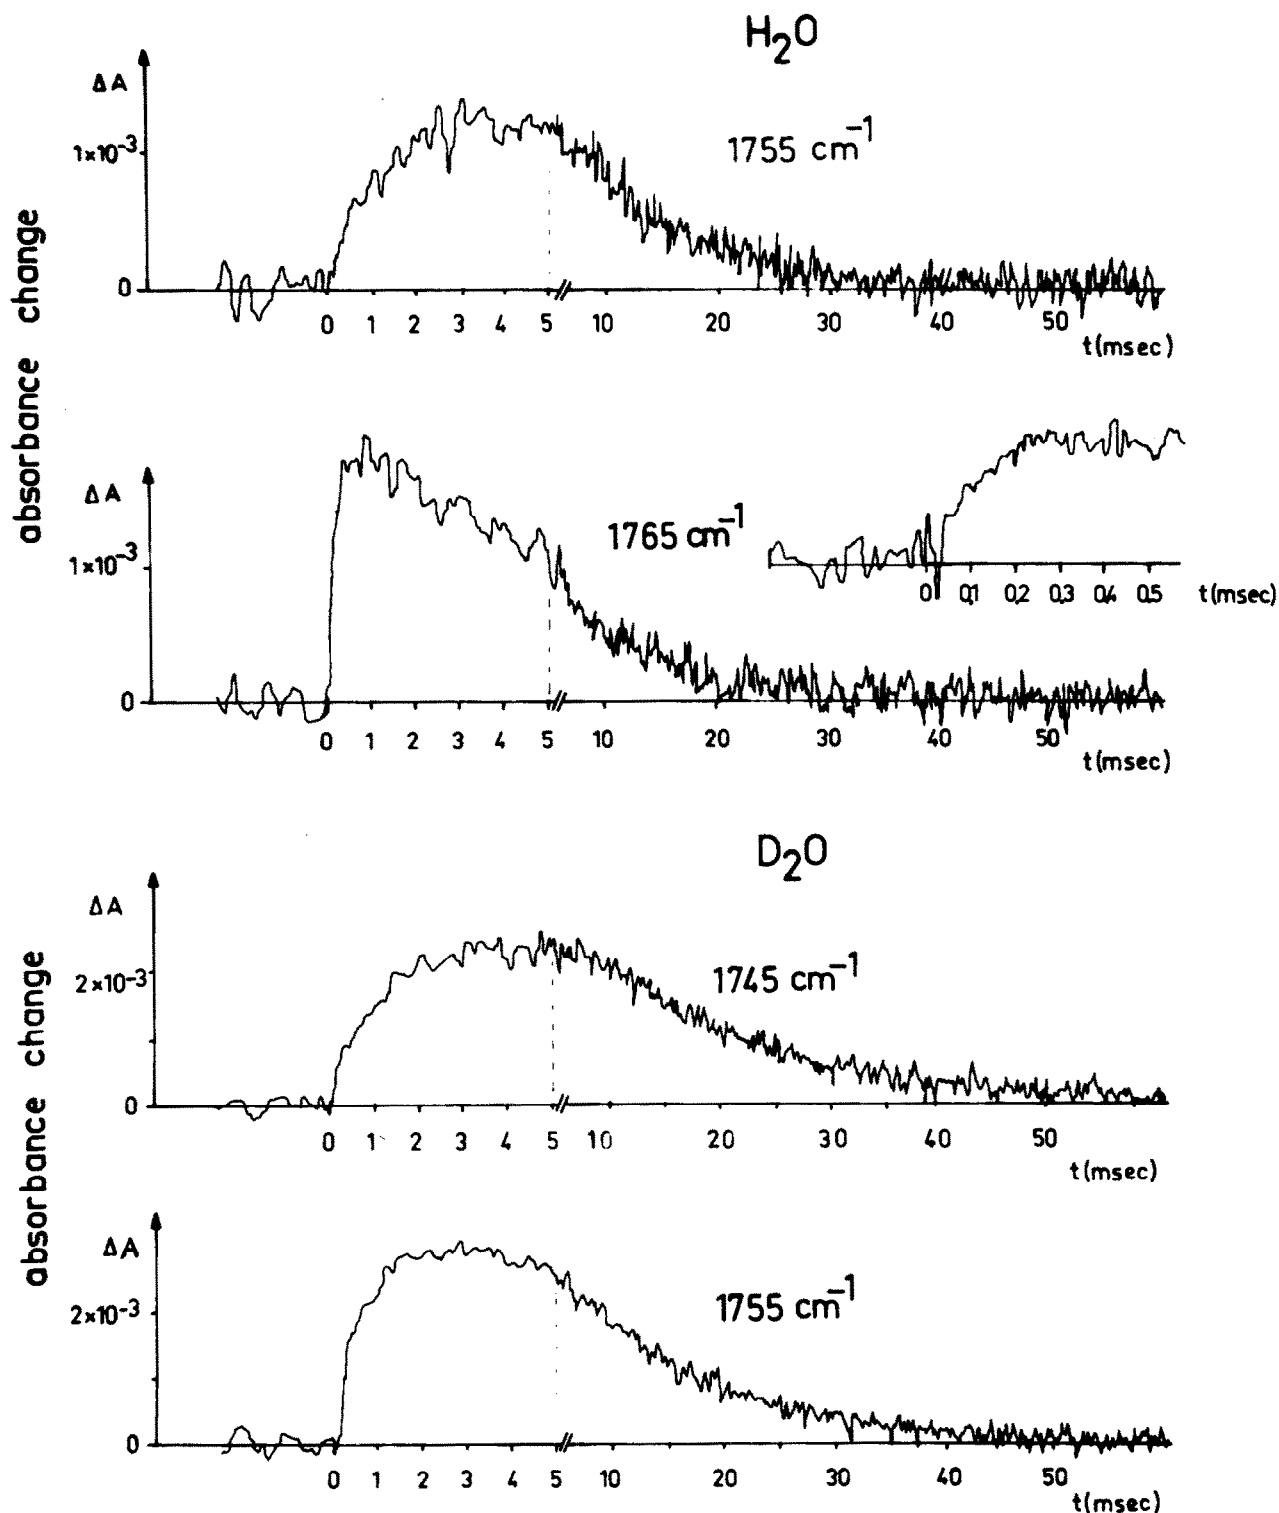 H₂O
ΔA
1755 cm⁻¹
1×10⁻³
0
0 1 2 3 4 5 10 20 30 40 50
t(msec)
absorbance change
ΔA
1765 cm⁻¹
1×10⁻³
0 0,1 0,2 0,3 0,4 0,5 t(msec)
0
0 1 2 3 4 5 10 20 30 40 50
t(msec)
D₂O
ΔA
1745 cm⁻¹
2×10⁻³
0
0 1 2 3 4 5 10 20 30 40 50
t(msec)
absorbance change
ΔA
1755 cm⁻¹
2×10⁻³
0
0 1 2 3 4 5 10 20 30 40 50
t(msec)